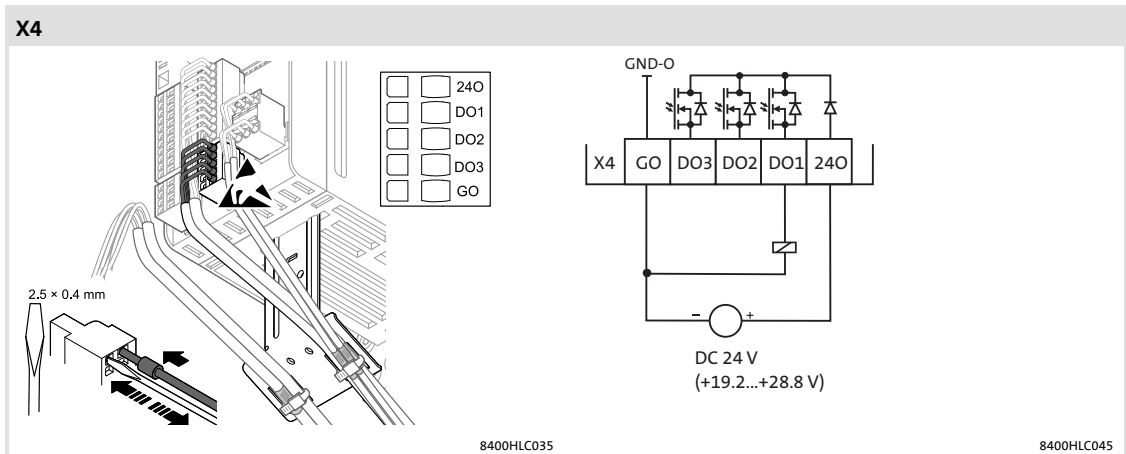 X4
24O
DO1
DO2
DO3
GO
2.5 × 0.4 mm
8400HLC035
GND-O
X4 GO DO3 DO2 DO1 24O
− +
DC 24 V
(+19.2...+28.8 V)
8400HLC045